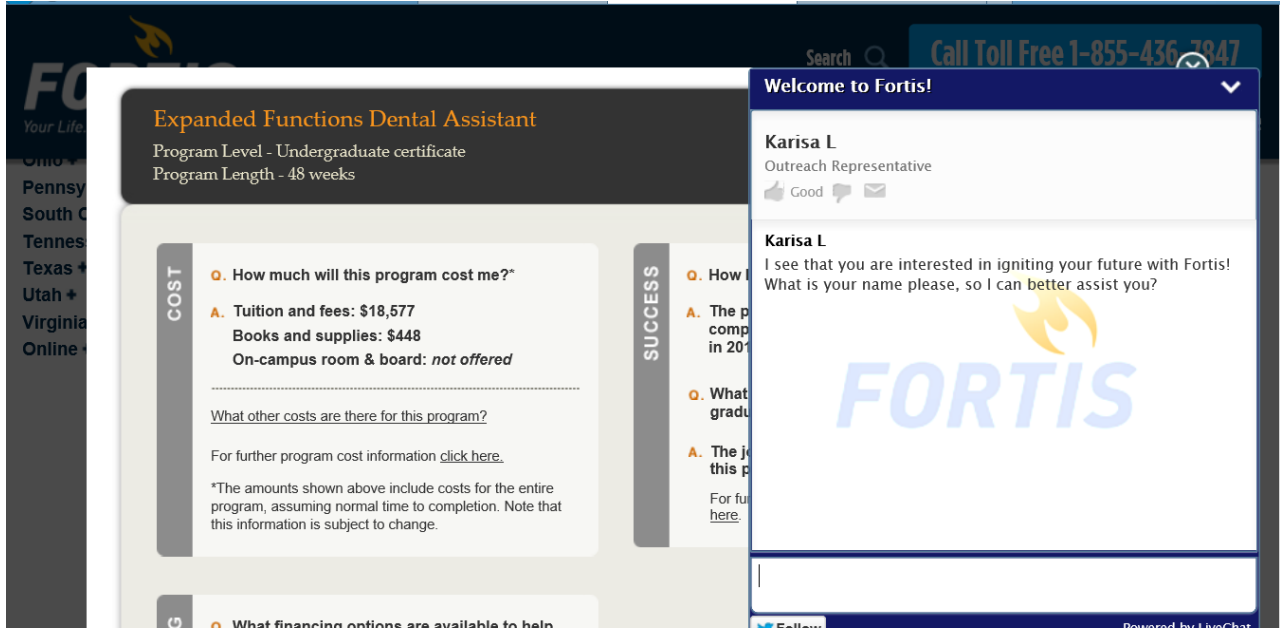 FORTIS
Your Life.
Search
Call Toll Free 1-855-436-7847
Ohio +
Pennsy
South C
Tennes
Texas +
Utah +
Virginia
Online +
Expanded Functions Dental Assistant
Program Level - Undergraduate certificate
Program Length - 48 weeks
COST
Q. How much will this program cost me?*
A. Tuition and fees: $18,577
Books and supplies: $448
On-campus room & board: not offered
What other costs are there for this program?
For further program cost information click here.
*The amounts shown above include costs for the entire
program, assuming normal time to completion. Note that
this information is subject to change.
SUCCESS
Q. How
A. The p
comp
in 201
Q. What
gradu
A. The j
this p
For fur
here.
Q. What financing options are available to help
Welcome to Fortis!
Karisa L
Outreach Representative
Good
Karisa L
I see that you are interested in igniting your future with Fortis!
What is your name please, so I can better assist you?
FORTIS
Follow
Powered by LiveChat